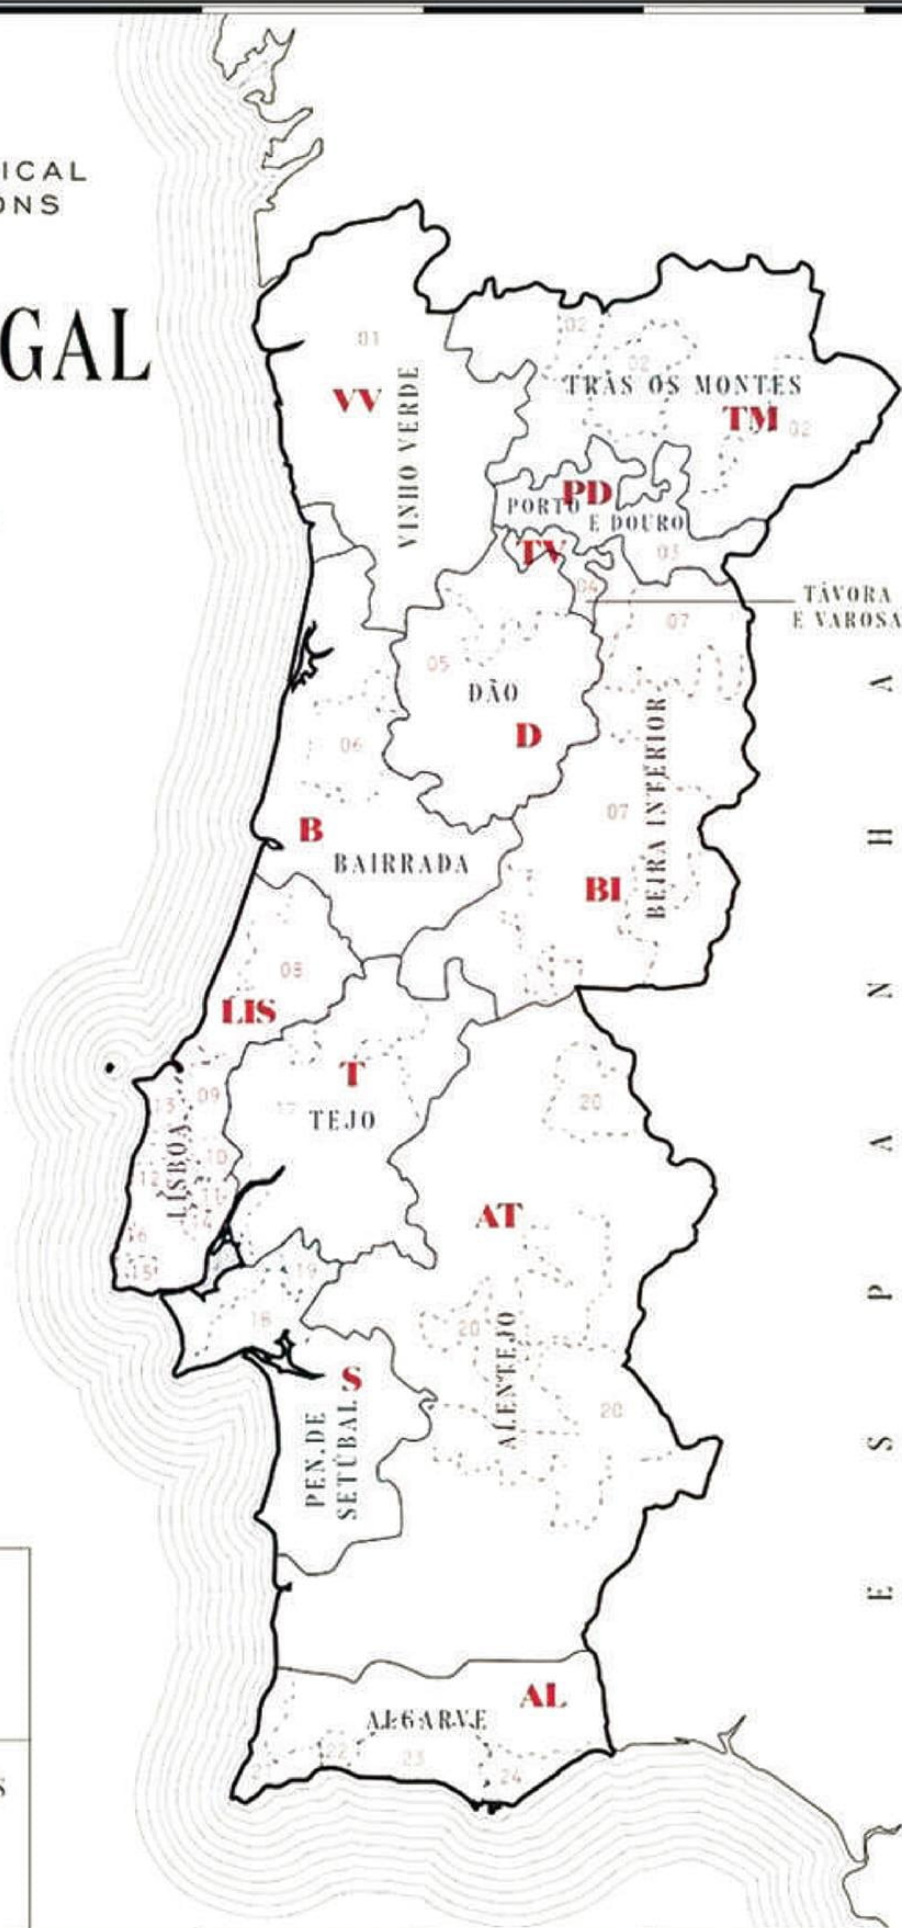 ICAL
ONS
GAL
01
02
VV
VINHO VERDE
02
TRÁS OS MONTES
TM
02
PD
PORTO
E DOURO
TV
03
04
TÁVORA
E VAROSA
07
05
DÃO
D
06
BEIRA INTERIOR
07
B
BAIRRADA
BI
08
LIS
T
TEJO
13
09
20
LISBOA
10
12
11
AT
16
15
19
18
20
ALENTEJO
S
PEN.DE
SETÚBAL
20
AL
ALGARVE
22
23
24
S
E
S
P
A
N
H
A